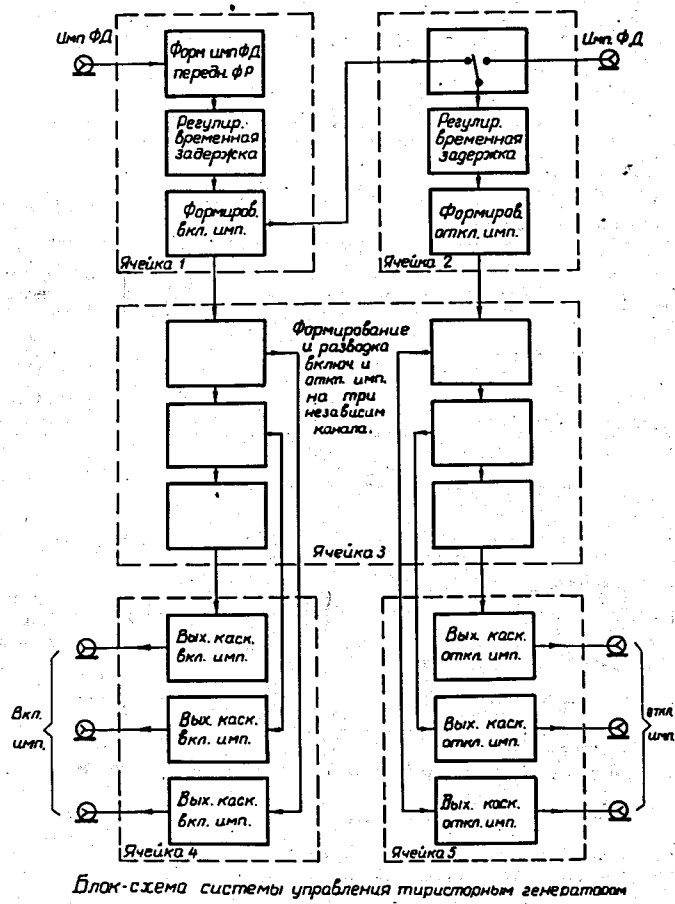 Имп ФД
Форм имп ФД
передн. ФР
Регулир.
временная
задержка
Формиров.
вкл. имп.
Ячейка 1
Имп. ФД
Регулир.
временная
задержка
Формиров.
откл. имп.
Ячейка 2
Формирование
и разводка
включ и
откл. имп.
на три
независим
канала.
Ячейка 3
Вкл.
имп.
Вых. каск.
вкл. имп.
Вых. каск.
вкл. имп.
Вых. каск.
вкл. имп.
Ячейка 4
Вых. каск.
откл. имп.
Вых. каск.
откл. имп.
Вых. каск.
откл. имп.
Ячейка 5
откл
имп.
Блок-схема системы управления тиристорным генератором